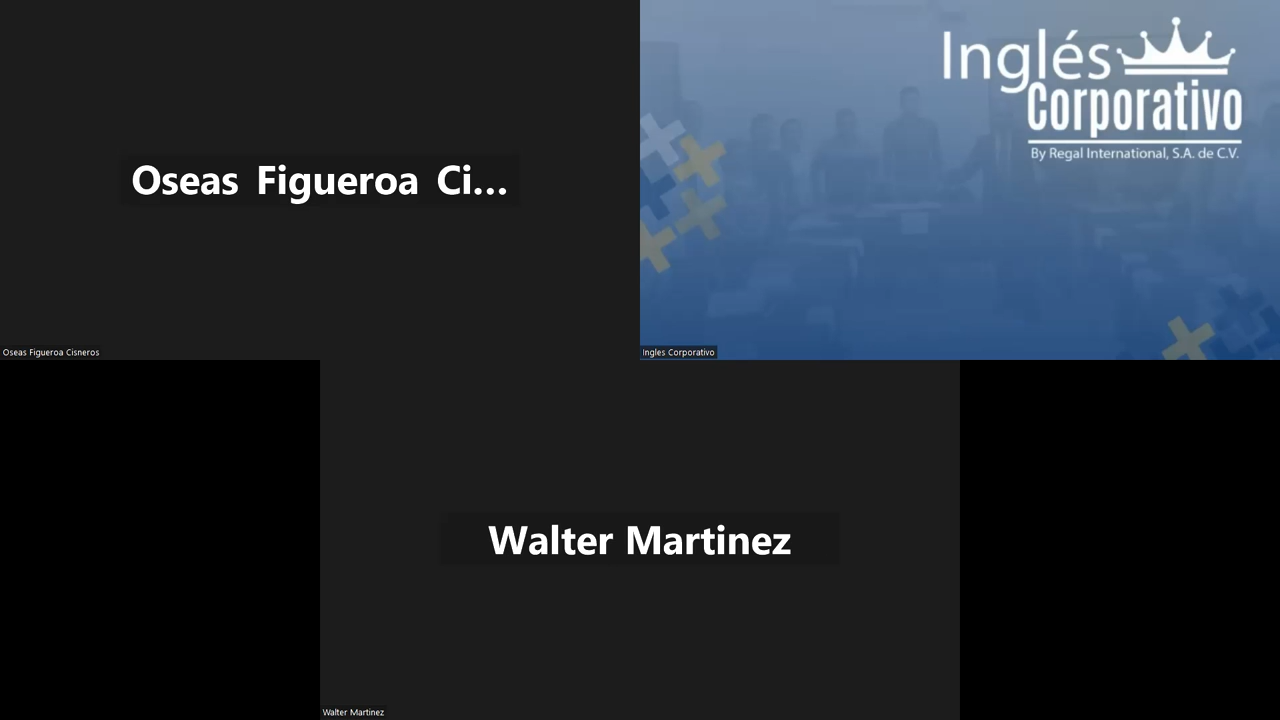 Oseas Figueroa Ci...
Oseas Figueroa Cisneros
Inglés
Corporativo
By Regal International, S.A. de C.V.
Ingles Corporativo
Walter Martinez
Walter Martinez